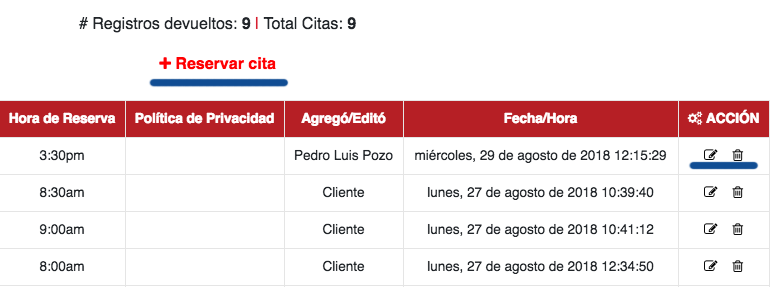 # Registros devueltos: 9 | Total Citas: 9
+ Reservar cita
Hora de Reserva Política de Privacidad Agregó/Editó Fecha/Hora ACCIÓN
3:30pm Pedro Luis Pozo miércoles, 29 de agosto de 2018 12:15:29
8:30am Cliente lunes, 27 de agosto de 2018 10:39:40
9:00am Cliente lunes, 27 de agosto de 2018 10:41:12
8:00am Cliente lunes, 27 de agosto de 2018 12:34:50